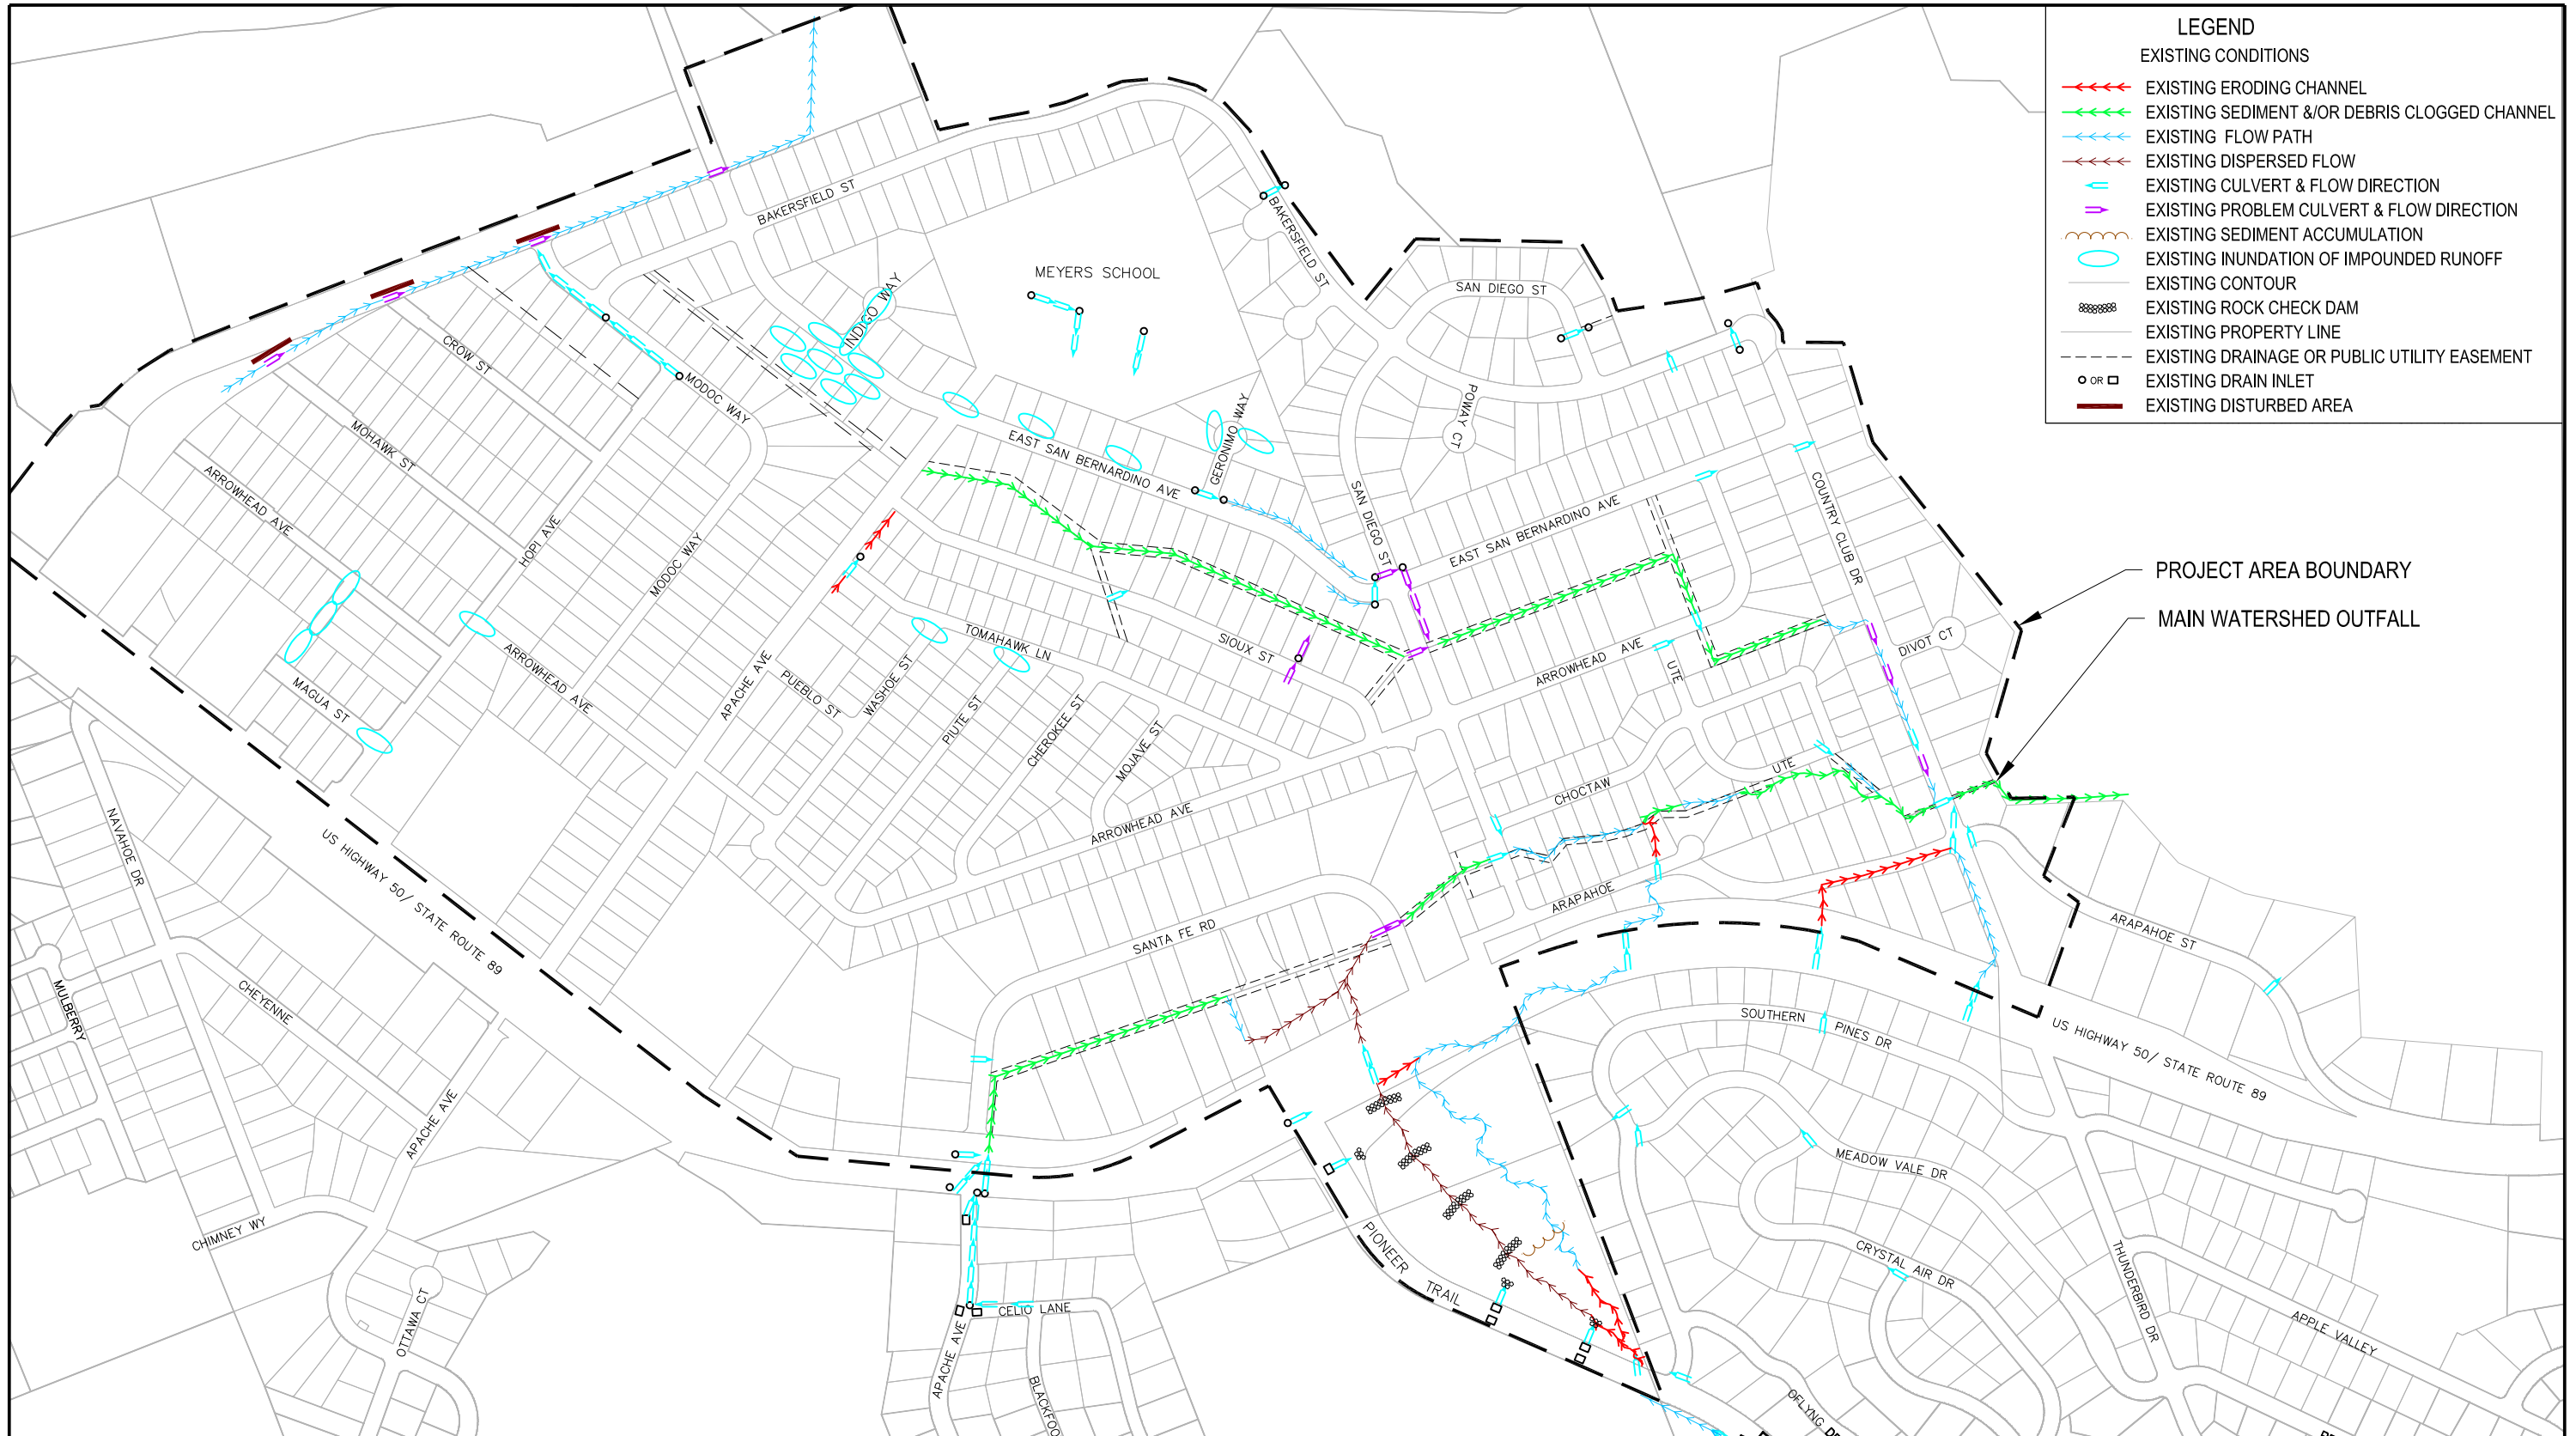 LEGEND
EXISTING CONDITIONS
EXISTING ERODING CHANNEL
EXISTING SEDIMENT &/OR DEBRIS CLOGGED CHANNEL
EXISTING FLOW PATH
EXISTING DISPERSED FLOW
EXISTING CULVERT & FLOW DIRECTION
EXISTING PROBLEM CULVERT & FLOW DIRECTION
EXISTING SEDIMENT ACCUMULATION
EXISTING INUNDATION OF IMPOUNDED RUNOFF
EXISTING CONTOUR
EXISTING ROCK CHECK DAM
EXISTING PROPERTY LINE
EXISTING DRAINAGE OR PUBLIC UTILITY EASEMENT
OR
EXISTING DRAIN INLET
EXISTING DISTURBED AREA
PROJECT AREA BOUNDARY
MAIN WATERSHED OUTFALL
BAKERSFIELD ST
BAKERSFIELD ST
MEYERS SCHOOL
INDIGO WAY
SAN DIEGO ST
CROW ST
MODOC WAY
MOHAWK ST
ARROWHEAD AVE
HOPI AVE
MODOC WAY
EAST SAN BERNARDINO AVE
GERONIMO WAY
POWAY CT
SAN DIEGO ST
EAST SAN BERNARDINO AVE
COUNTRY CLUB DR
DIVOT CT
ARROWHEAD AVE
UTE
SIOUX ST
TOMAHAWK LN
MAGUA ST
ARROWHEAD AVE
APACHE AVE
PUEBLO ST
WASHOE ST
PIUTE ST
CHEROKEE ST
MOJAVE ST
ARROWHEAD AVE
CHOCTAW
UTE
ARAPAHOE
SANTA FE RD
NAVAHOE DR
US HIGHWAY 50/ STATE ROUTE 89
MULBERRY
CHEYENNE
APACHE AVE
CHIMNEY WY
OTTAWA CT
APACHE AVE
CELIO LANE
BLACKFOO
PIONEER
TRAIL
SOUTHERN
PINES DR
MEADOW VALE DR
CRYSTAL AIR DR
THUNDERBIRD DR
APPLE VALLEY
ARAPAHOE ST
US HIGHWAY 50/ STATE ROUTE 89